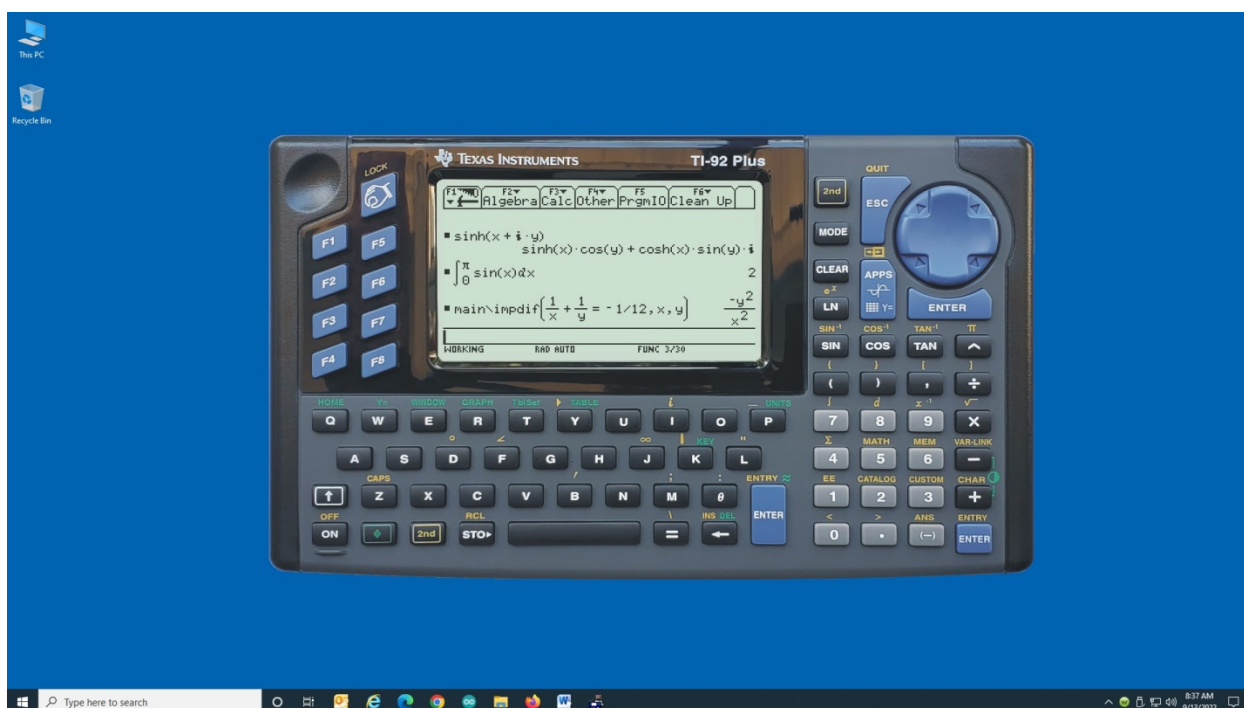 This PC
Recycle Bin
TEXAS INSTRUMENTS TI-92 Plus
LOCK
QUIT
F1 F2 F3 F4 F5 F6
Algebra Calc Other PrgmIO Clean Up
sinh(x + i·y)
sinh(x)·cos(y) + cosh(x)·sin(y)·i
∫ π 0 sin(x)dx 2
main\impdif(1/x + 1/y = -1/12, x, y) -y²/x²
WORKING RAD AUTO FUNC 3/30
F1 F5
F2 F6
F3 F7
F4 F8
2nd ESC
MODE
CLEAR APPS
e^x
LN Y= ENTER
SIN⁻¹ COS⁻¹ TAN⁻¹ π
SIN COS TAN ^
( ) [ ]
( ) , ÷
HOME Y= WINDOW GRAPH TblSet TABLE i _ UNITS
Q W E R T Y U I O P
∫ d x⁻¹ √
7 8 9 ×
° ∠ ∞ | KEY "
A S D F G H J K L
Σ MATH MEM VAR-LINK
4 5 6 −
CAPS ′ ; : ENTRY ≈
↑ Z X C V B N M θ ENTER
EE CATALOG CUSTOM CHAR
1 2 3 +
OFF RCL \ INS DEL
ON ◆ 2nd STO▸ = ←
< > ANS ENTRY
0 . (−) ENTER
Type here to search
8:37 AM
9/13/2022